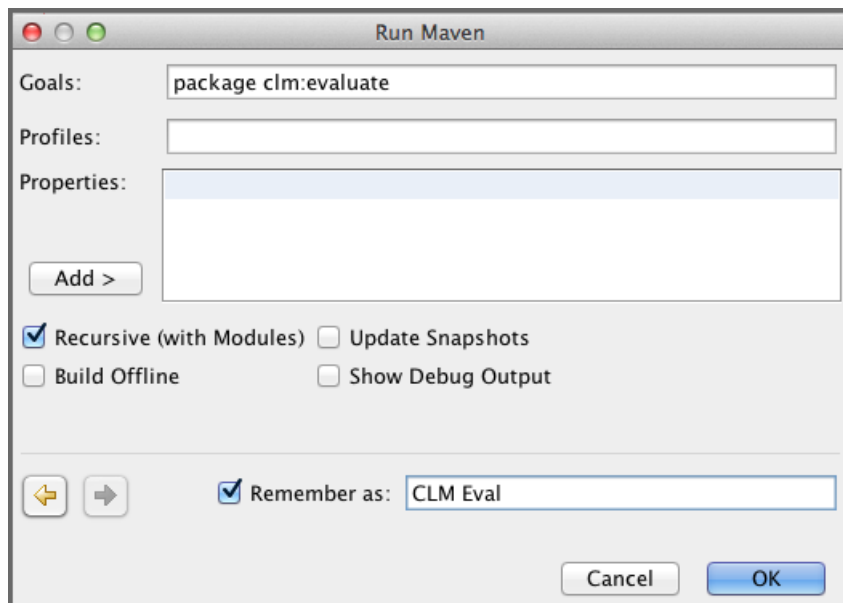 Run Maven
Goals: package clm:evaluate
Profiles:
Properties:
Add >
Recursive (with Modules) Update Snapshots
Build Offline Show Debug Output
Remember as: CLM Eval
Cancel OK